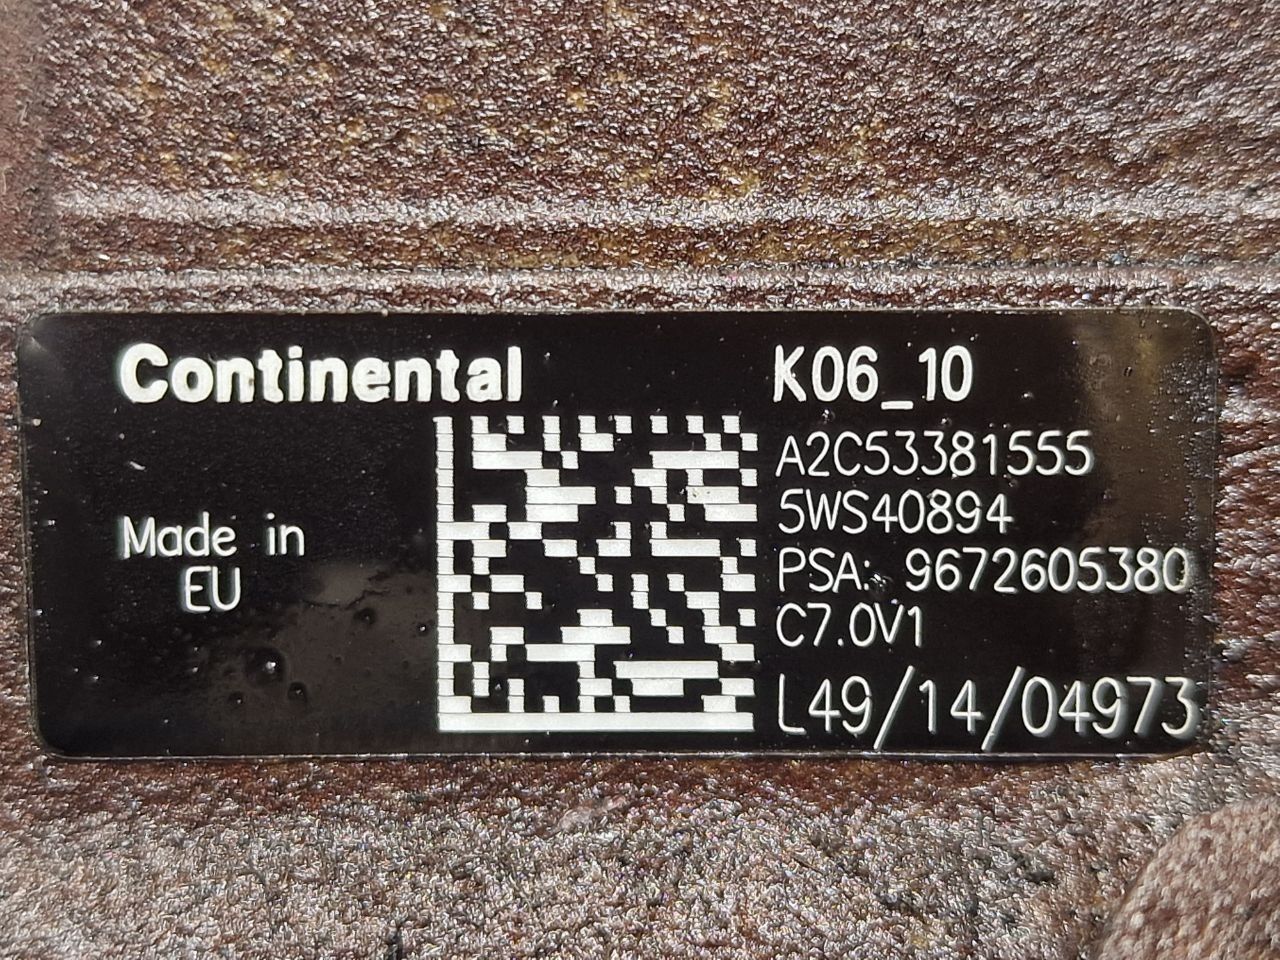 Continental
K06_10
A2C53381555
5WS40894
Made in
EU
PSA: 9672605380
C7.0V1
L49/14/04973